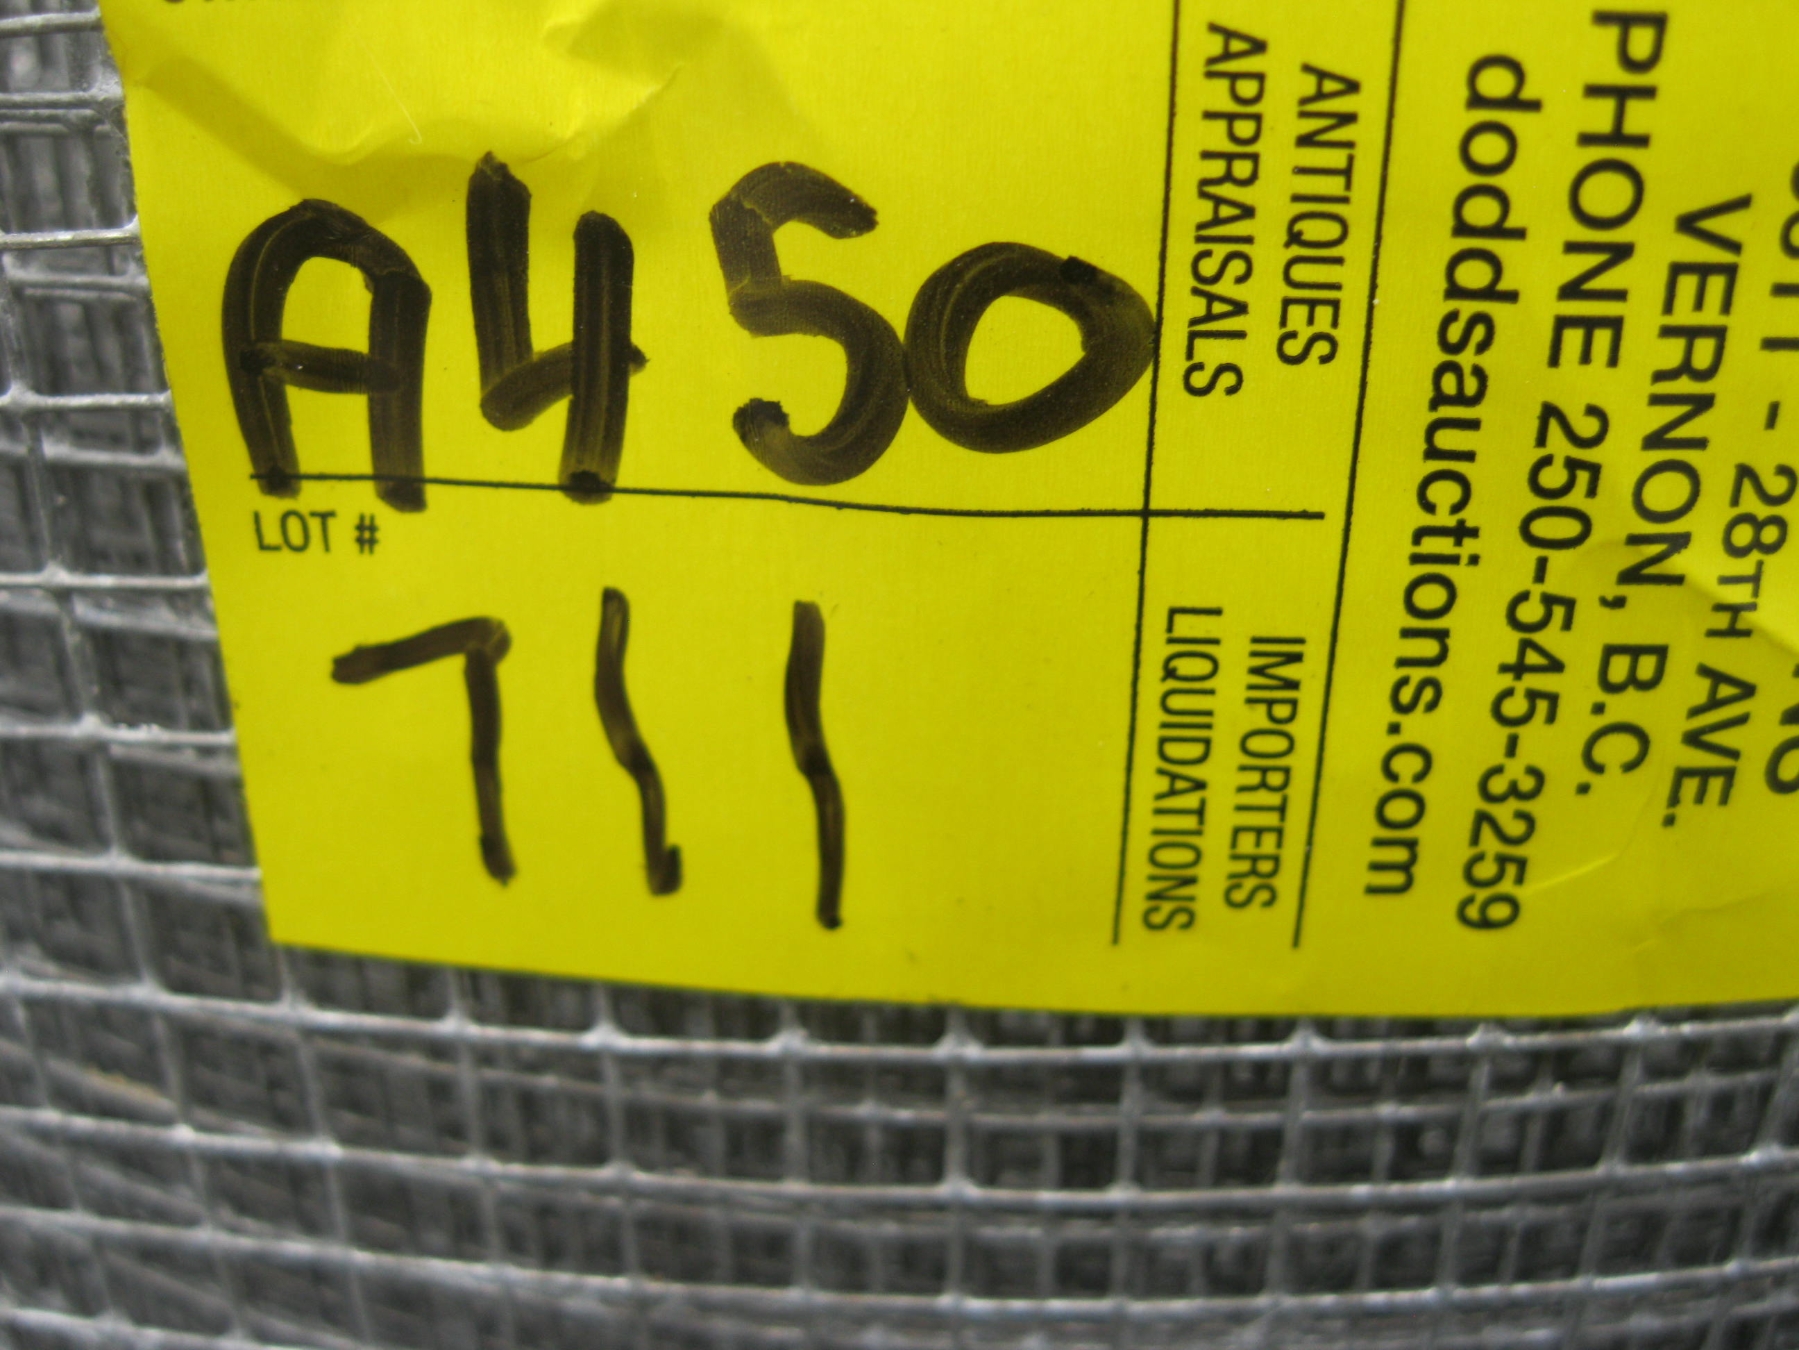 A450
LOT #
711
ANTIQUES
APPRAISALS
IMPORTERS
LIQUIDATIONS
28TH AVE.
VERNON, B.C.
PHONE 250-545-3259
doddsauctions.com